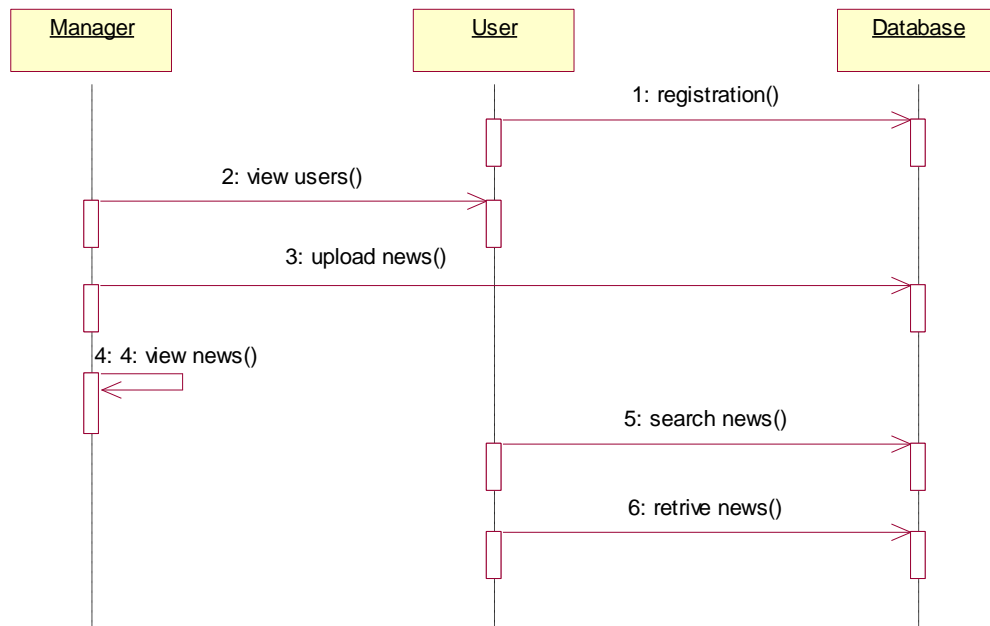 Manager
User
Database
1: registration()
2: view users()
3: upload news()
4: 4: view news()
5: search news()
6: retrive news()